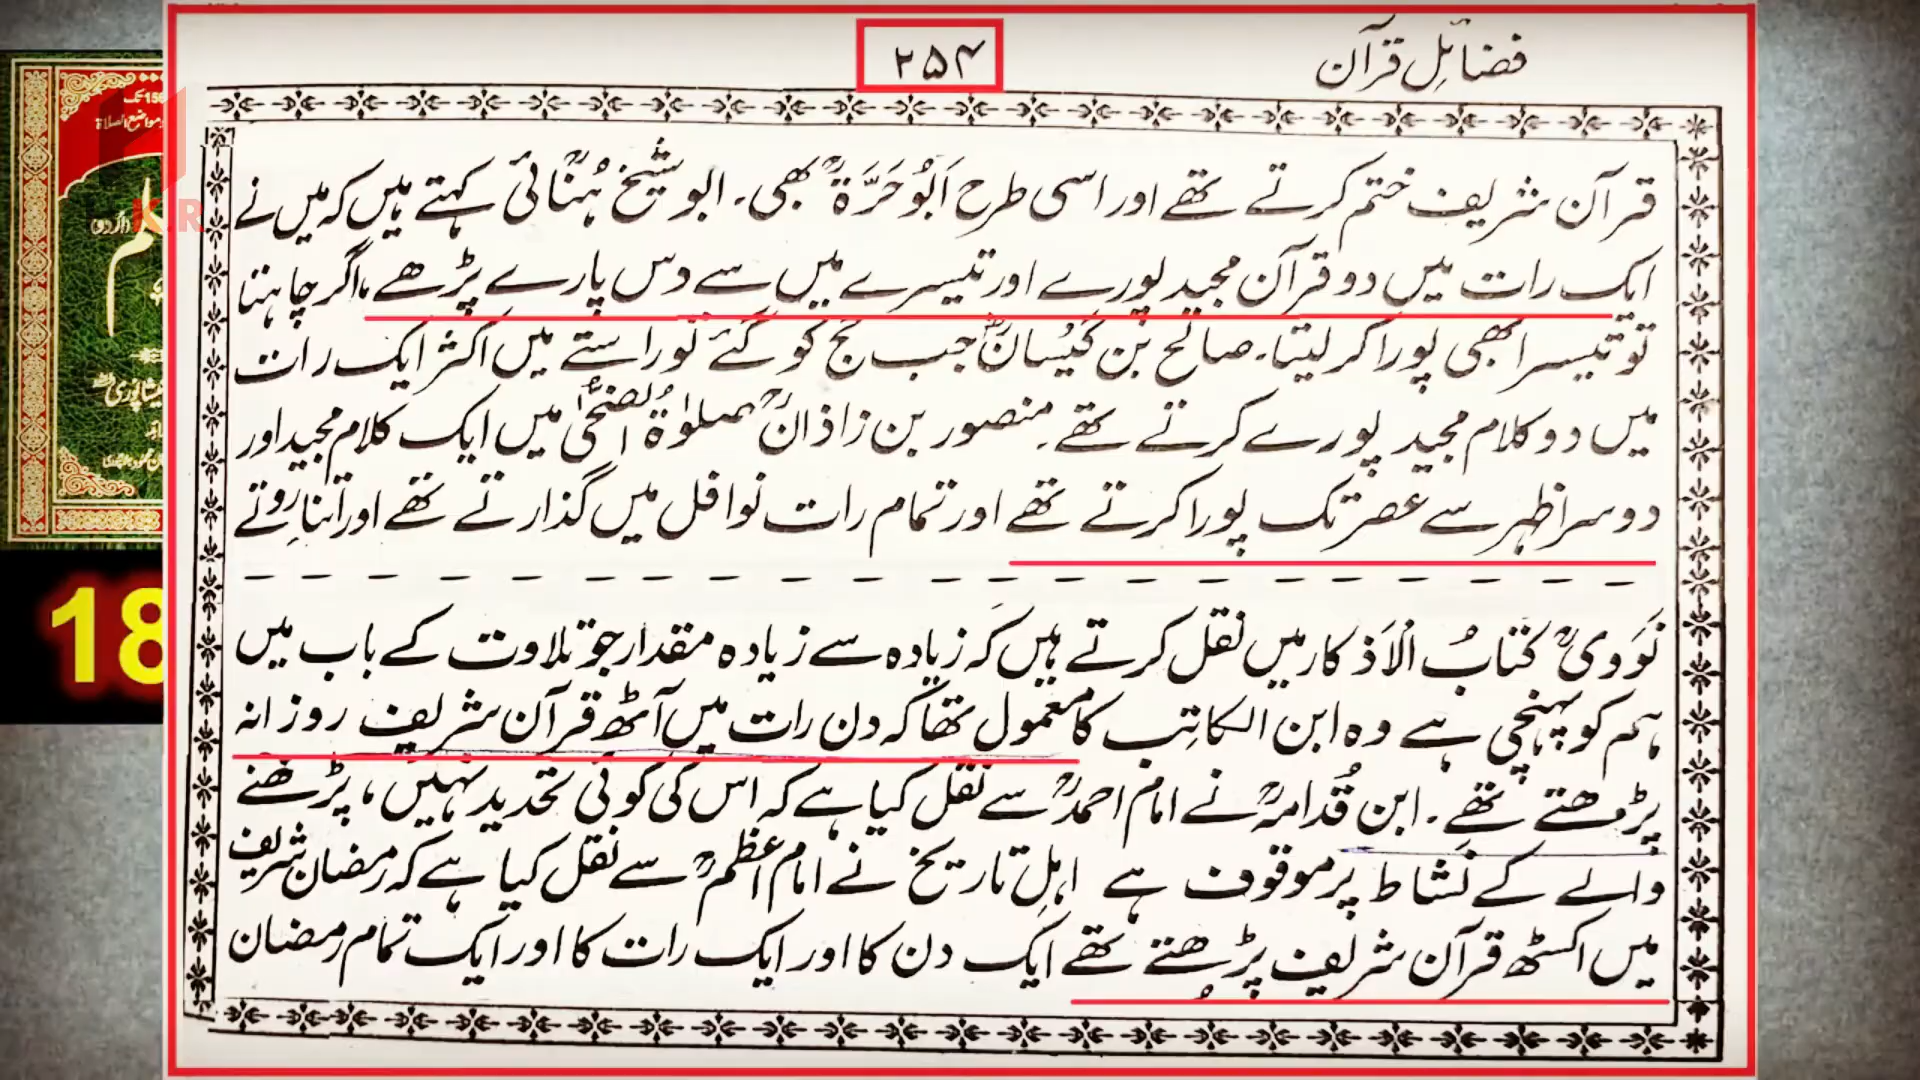 فضائلِ قرآن
۲۵۴
قرآن شریف ختم کرتے تھے اور اسی طرح اَبُو حَرَّۃؒ بھی۔ ابو شیخ ہُنَائیؒ کہتے ہیں کہ میں نے
ایک رات میں دو قرآن مجید پورے اور تیسرے میں سے دس پارے پڑھے، اگر چاہتا
تو تیسرا بھی پورا کر لیتا۔ صالح بن کَیْسانؒ جب حج کو گئے تو راستے میں اکثر ایک رات
میں دو کلام مجید پورے کرتے تھے۔ منصور بن زاذانؒ صلوٰۃُ الضحیٰ میں ایک کلام مجید اور
دوسرا ظہر سے عصر تک پورا کرتے تھے اور تمام رات نوافل میں گذارتے تھے اور اتنا روتے
نَوَوِیؒ کتابُ الْاَذکار میں نقل کرتے ہیں کہ زیادہ سے زیادہ مقدار جو تلاوت کے باب میں
ہم کو پہنچی ہے وہ ابن الکاتِب کا معمول تھا کہ دن رات میں آٹھ قرآن شریف روزانہ
پڑھتے تھے۔ ابن قُدامہؒ نے امام احمدؒ سے نقل کیا ہے کہ اس کی کوئی تحدید نہیں، پڑھنے
والے کے نَشاط پر موقوف ہے اہلِ تاریخ نے امام اعظمؒ سے نقل کیا ہے کہ رمضان شریف
میں اکسٹھ قرآن شریف پڑھتے تھے ایک دن کا اور ایک رات کا اور ایک تمام رمضان
K.R
18